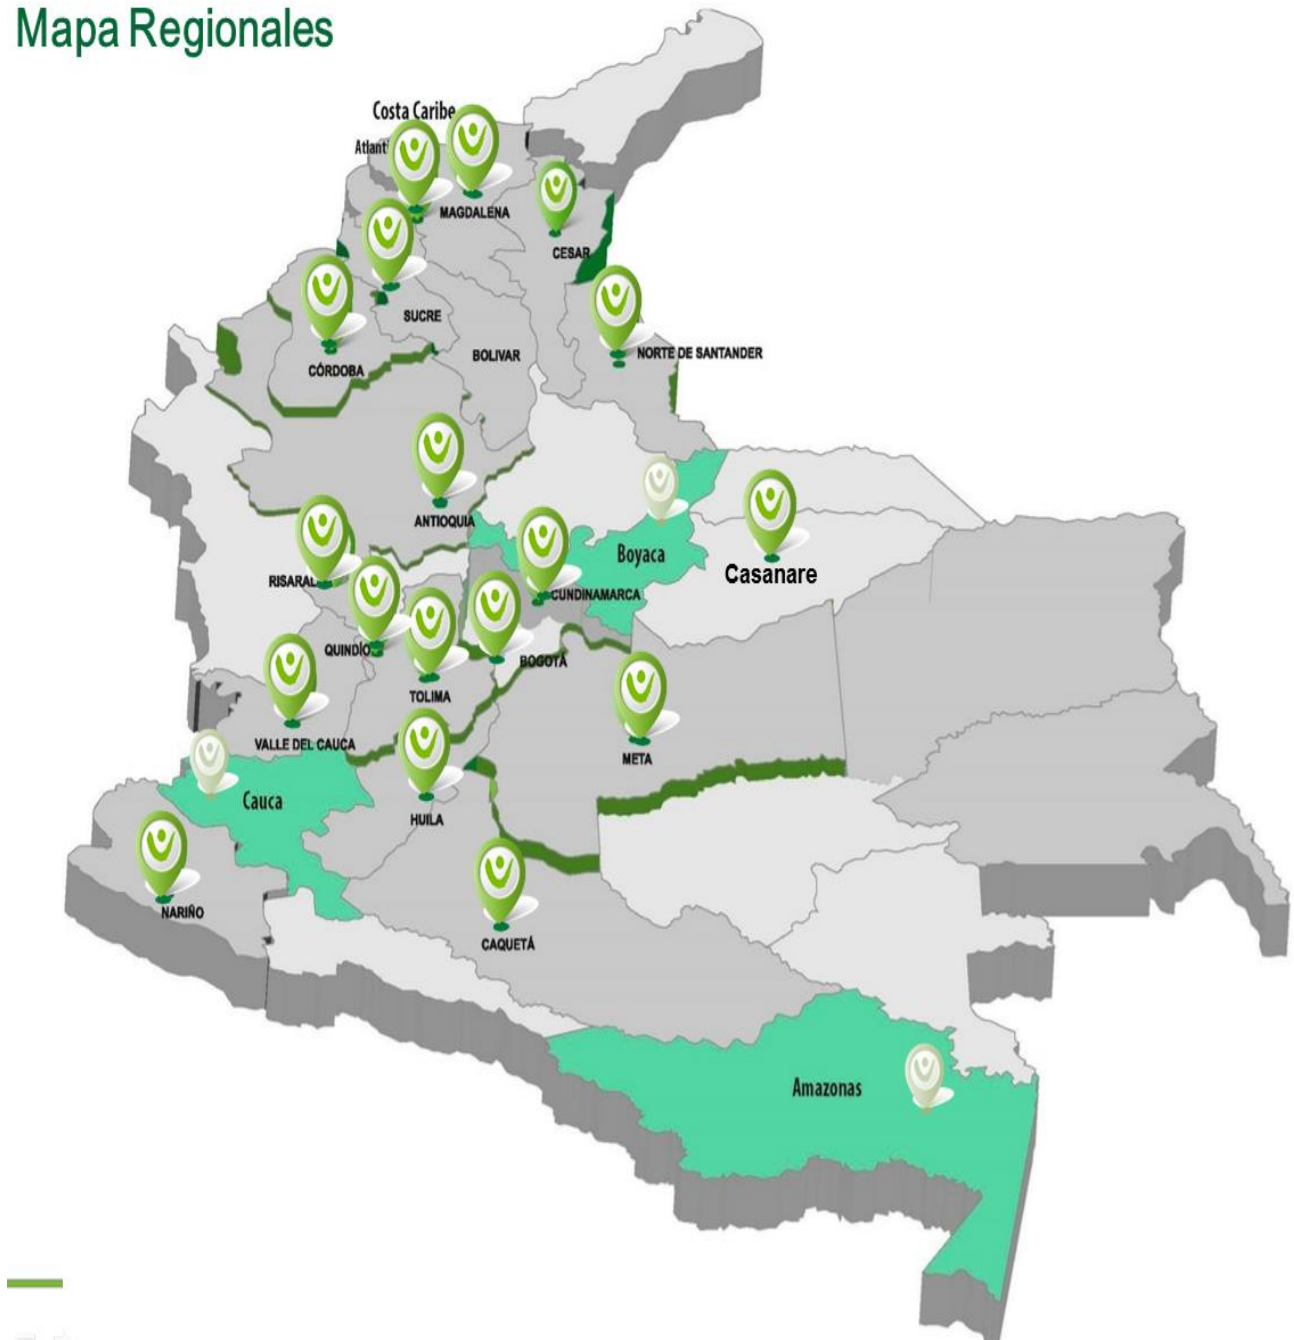 Mapa Regionales
Costa Caribe
MAGDALENA
CESAR
SUCRE
BOLIVAR
NORTE DE SANTANDER
CÓRDOBA
ANTIOQUIA
Boyaca
Casanare
CUNDINAMARCA
QUINDÍO
BOGOTÁ
TOLIMA
VALLE DEL CAUCA
META
Cauca
HUILA
NARIÑO
CAQUETÁ
Amazonas